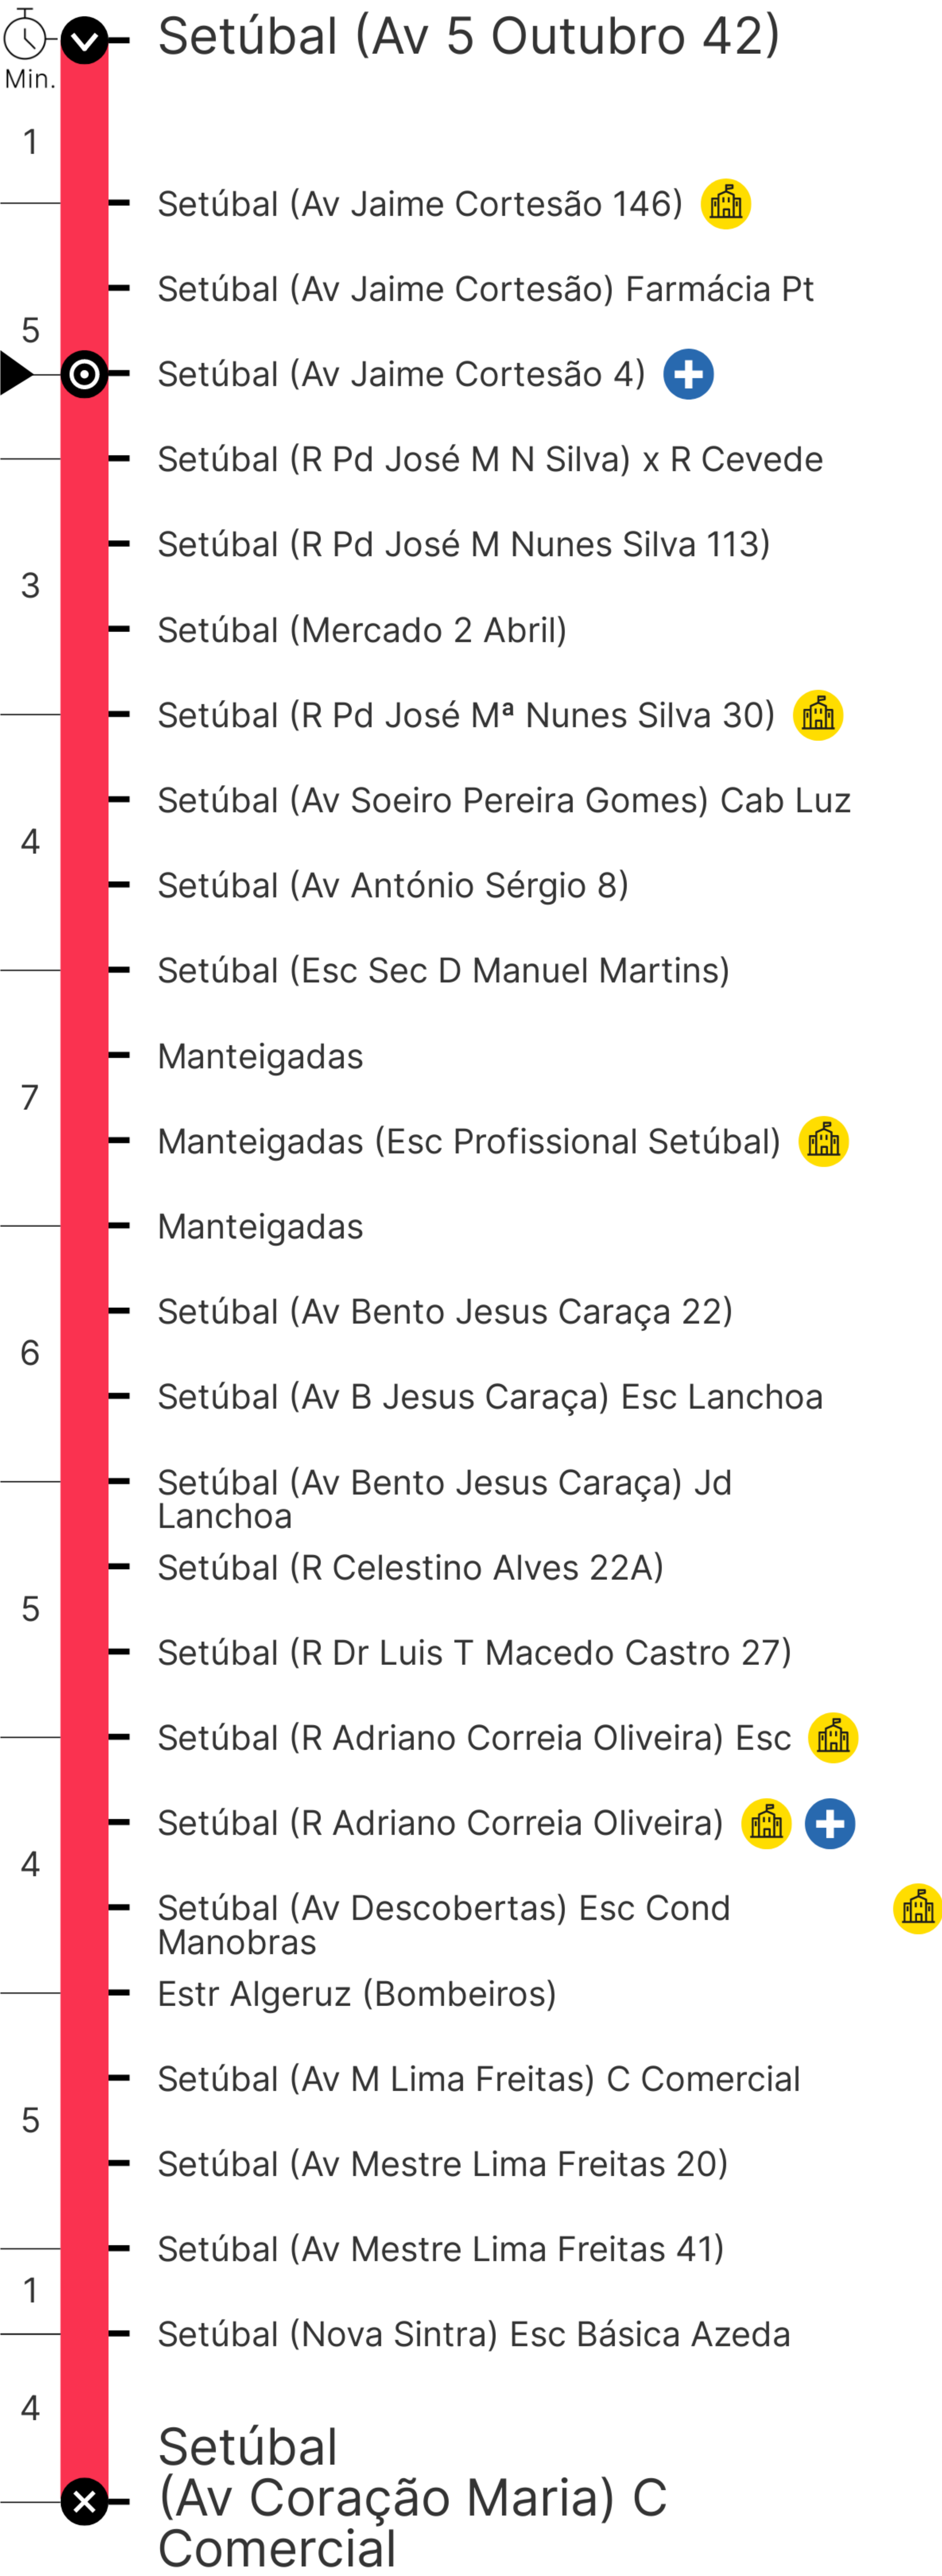 Min.
Setúbal (Av 5 Outubro 42)
1
Setúbal (Av Jaime Cortesão 146)
Setúbal (Av Jaime Cortesão) Farmácia Pt
5
Setúbal (Av Jaime Cortesão 4)
Setúbal (R Pd José M N Silva) x R Cevede
Setúbal (R Pd José M Nunes Silva 113)
3
Setúbal (Mercado 2 Abril)
Setúbal (R Pd José Mª Nunes Silva 30)
Setúbal (Av Soeiro Pereira Gomes) Cab Luz
4
Setúbal (Av António Sérgio 8)
Setúbal (Esc Sec D Manuel Martins)
Manteigadas
7
Manteigadas (Esc Profissional Setúbal)
Manteigadas
Setúbal (Av Bento Jesus Caraça 22)
6
Setúbal (Av B Jesus Caraça) Esc Lanchoa
Setúbal (Av Bento Jesus Caraça) Jd
Lanchoa
Setúbal (R Celestino Alves 22A)
5
Setúbal (R Dr Luis T Macedo Castro 27)
Setúbal (R Adriano Correia Oliveira) Esc
Setúbal (R Adriano Correia Oliveira)
4
Setúbal (Av Descobertas) Esc Cond
Manobras
Estr Algeruz (Bombeiros)
Setúbal (Av M Lima Freitas) C Comercial
5
Setúbal (Av Mestre Lima Freitas 20)
Setúbal (Av Mestre Lima Freitas 41)
1
Setúbal (Nova Sintra) Esc Básica Azeda
4
Setúbal
(Av Coração Maria) C
Comercial